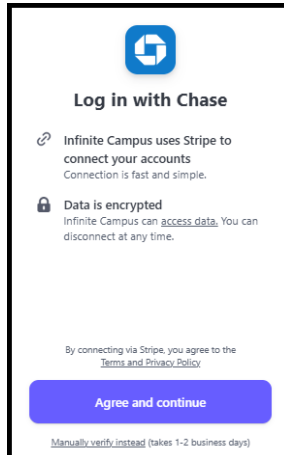 Log in with Chase
Infinite Campus uses Stripe to
connect your accounts
Connection is fast and simple.
Data is encrypted
Infinite Campus can access data. You can
disconnect at any time.
By connecting via Stripe, you agree to the
Terms and Privacy Policy
Agree and continue
Manually verify instead (takes 1-2 business days)